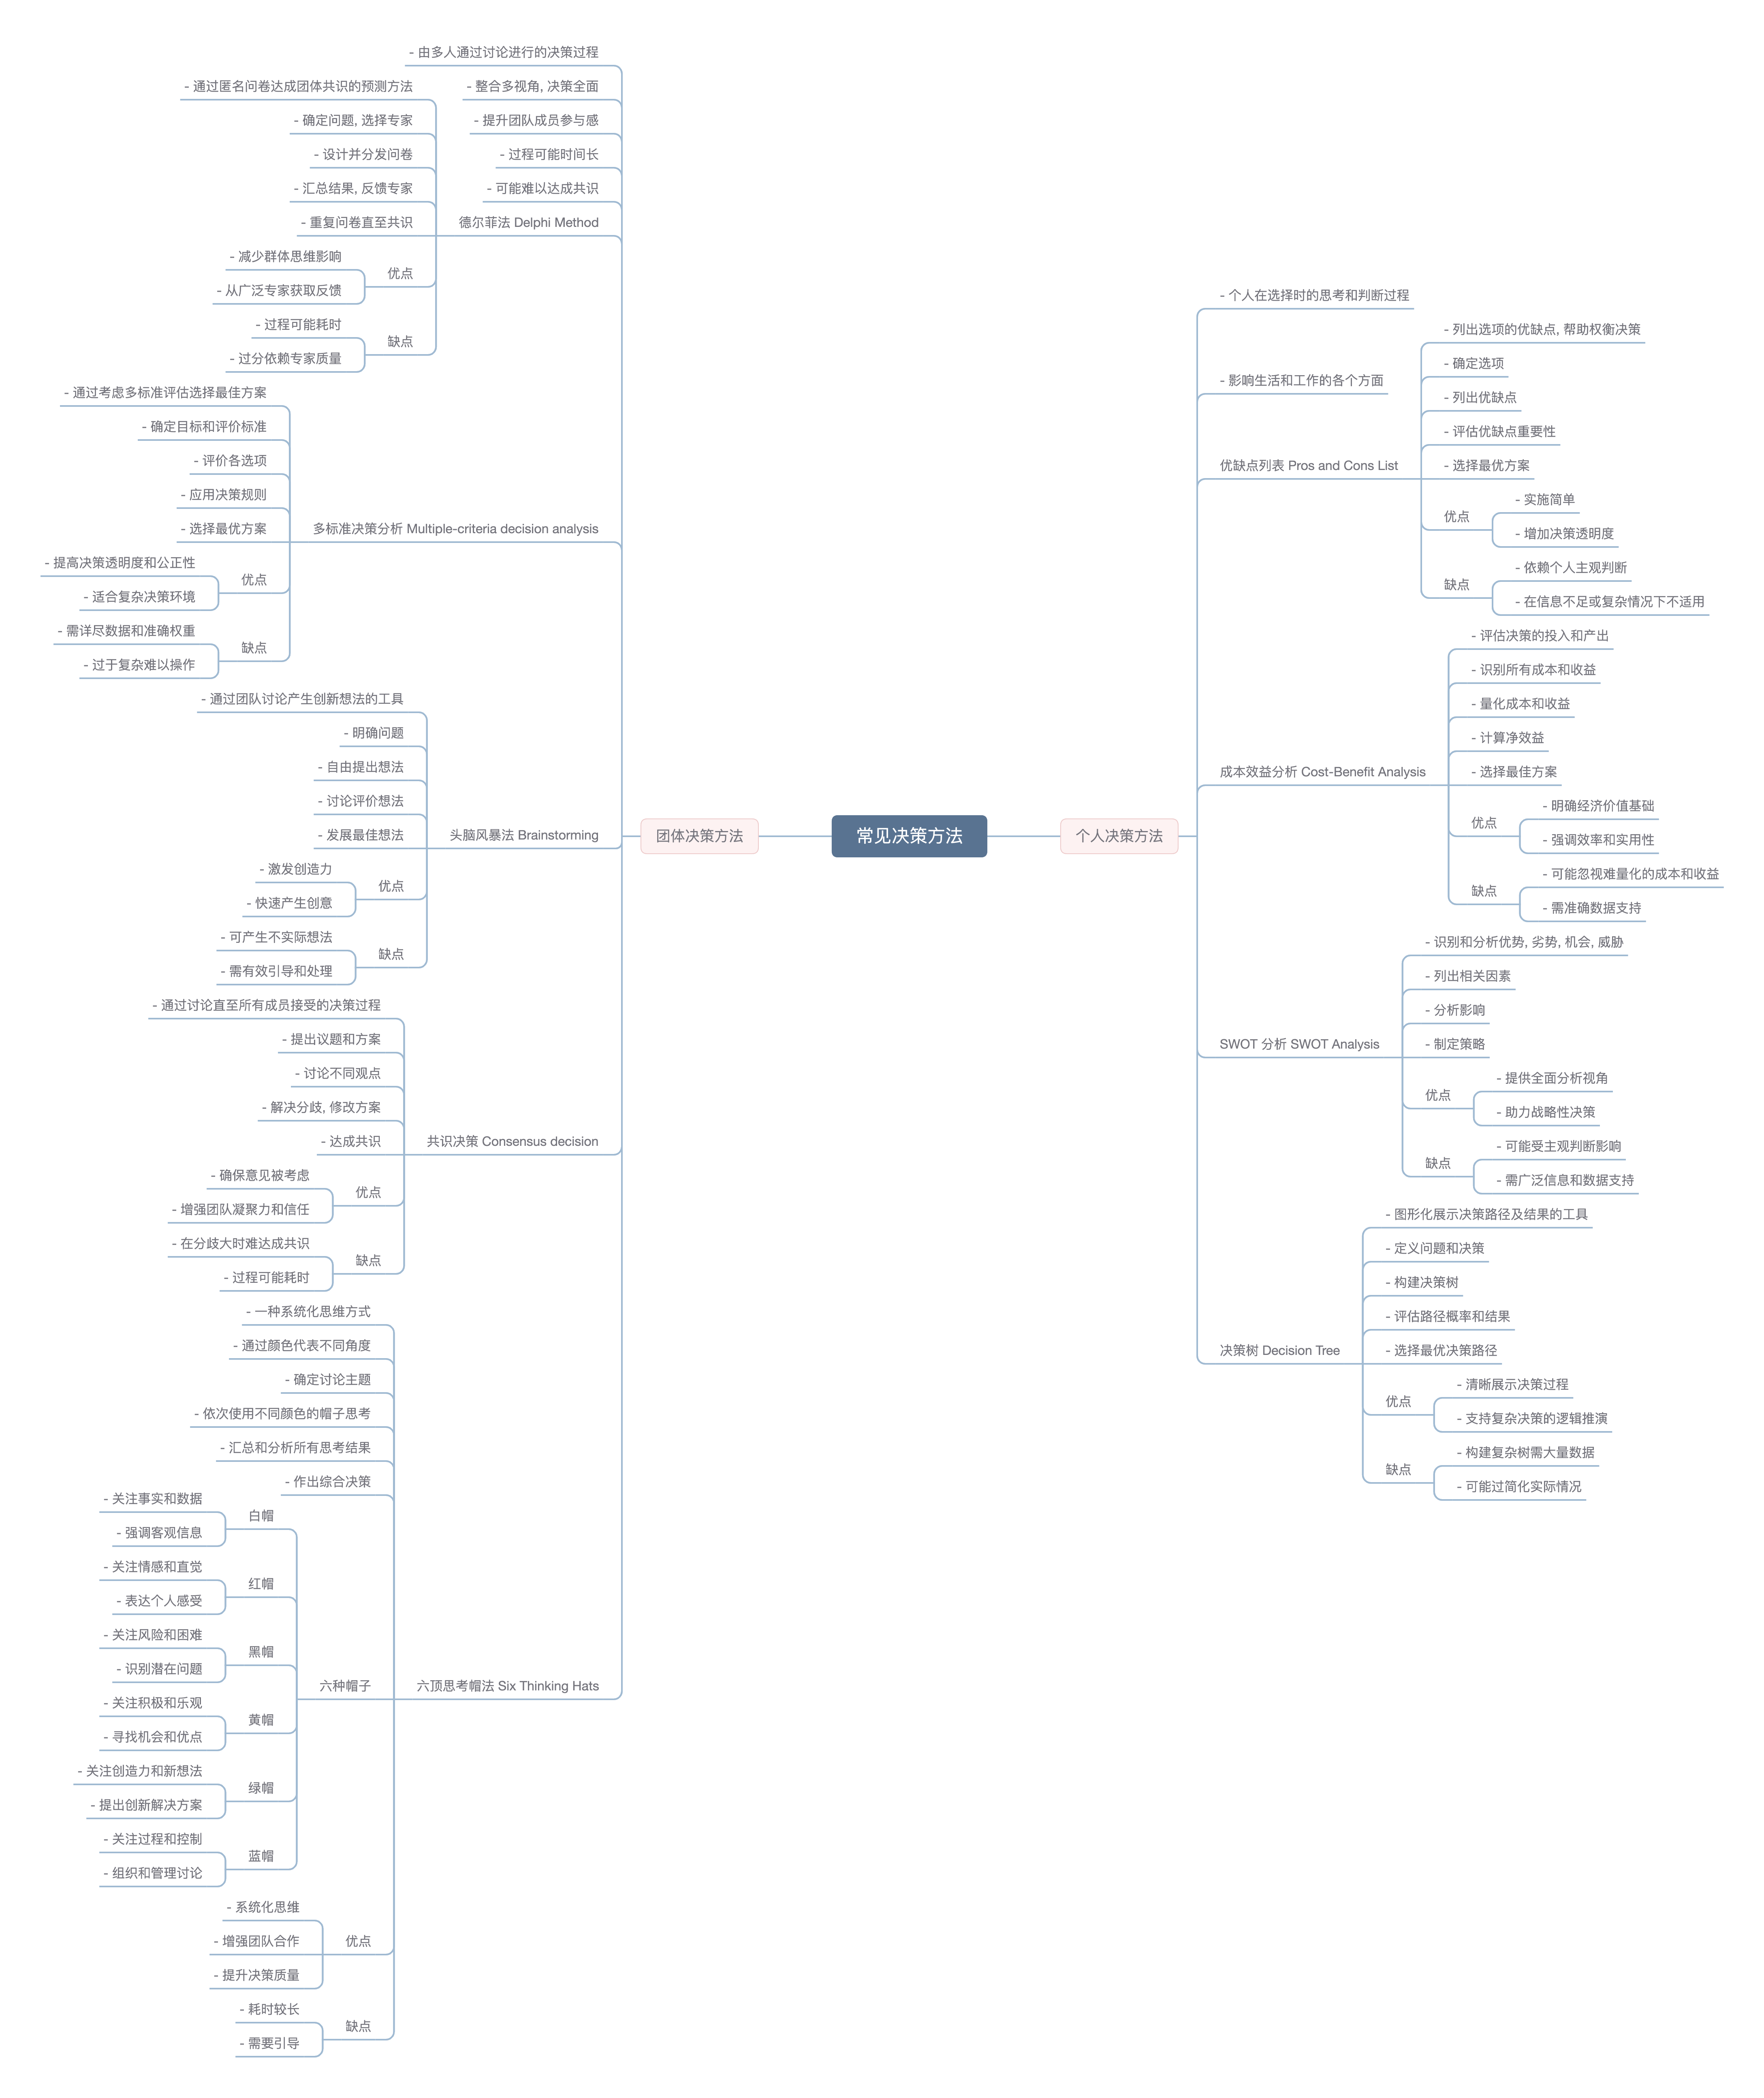 常见决策方法
团体决策方法
- 由多人通过讨论进行的决策过程
- 整合多视角, 决策全面
- 提升团队成员参与感
- 过程可能时间长
- 可能难以达成共识
德尔菲法 Delphi Method
- 通过匿名问卷达成团体共识的预测方法
- 确定问题, 选择专家
- 设计并分发问卷
- 汇总结果, 反馈专家
- 重复问卷直至共识
优点
- 减少群体思维影响
- 从广泛专家获取反馈
缺点
- 过程可能耗时
- 过分依赖专家质量
多标准决策分析 Multiple-criteria decision analysis
- 通过考虑多标准评估选择最佳方案
- 确定目标和评价标准
- 评价各选项
- 应用决策规则
- 选择最优方案
优点
- 提高决策透明度和公正性
- 适合复杂决策环境
缺点
- 需详尽数据和准确权重
- 过于复杂难以操作
头脑风暴法 Brainstorming
- 通过团队讨论产生创新想法的工具
- 明确问题
- 自由提出想法
- 讨论评价想法
- 发展最佳想法
优点
- 激发创造力
- 快速产生创意
缺点
- 可产生不实际想法
- 需有效引导和处理
共识决策 Consensus decision
- 通过讨论直至所有成员接受的决策过程
- 提出议题和方案
- 讨论不同观点
- 解决分歧, 修改方案
- 达成共识
优点
- 确保意见被考虑
- 增强团队凝聚力和信任
缺点
- 在分歧大时难达成共识
- 过程可能耗时
六顶思考帽法 Six Thinking Hats
- 一种系统化思维方式
- 通过颜色代表不同角度
- 确定讨论主题
- 依次使用不同颜色的帽子思考
- 汇总和分析所有思考结果
- 作出综合决策
六种帽子
白帽
- 关注事实和数据
- 强调客观信息
红帽
- 关注情感和直觉
- 表达个人感受
黑帽
- 关注风险和困难
- 识别潜在问题
黄帽
- 关注积极和乐观
- 寻找机会和优点
绿帽
- 关注创造力和新想法
- 提出创新解决方案
蓝帽
- 关注过程和控制
- 组织和管理讨论
优点
- 系统化思维
- 增强团队合作
- 提升决策质量
缺点
- 耗时较长
- 需要引导
个人决策方法
- 个人在选择时的思考和判断过程
- 影响生活和工作的各个方面
优缺点列表 Pros and Cons List
- 列出选项的优缺点, 帮助权衡决策
- 确定选项
- 列出优缺点
- 评估优缺点重要性
- 选择最优方案
优点
- 实施简单
- 增加决策透明度
缺点
- 依赖个人主观判断
- 在信息不足或复杂情况下不适用
成本效益分析 Cost-Benefit Analysis
- 评估决策的投入和产出
- 识别所有成本和收益
- 量化成本和收益
- 计算净效益
- 选择最佳方案
优点
- 明确经济价值基础
- 强调效率和实用性
缺点
- 可能忽视难量化的成本和收益
- 需准确数据支持
SWOT 分析 SWOT Analysis
- 识别和分析优势, 劣势, 机会, 威胁
- 列出相关因素
- 分析影响
- 制定策略
优点
- 提供全面分析视角
- 助力战略性决策
缺点
- 可能受主观判断影响
- 需广泛信息和数据支持
决策树 Decision Tree
- 图形化展示决策路径及结果的工具
- 定义问题和决策
- 构建决策树
- 评估路径概率和结果
- 选择最优决策路径
优点
- 清晰展示决策过程
- 支持复杂决策的逻辑推演
缺点
- 构建复杂树需大量数据
- 可能过简化实际情况